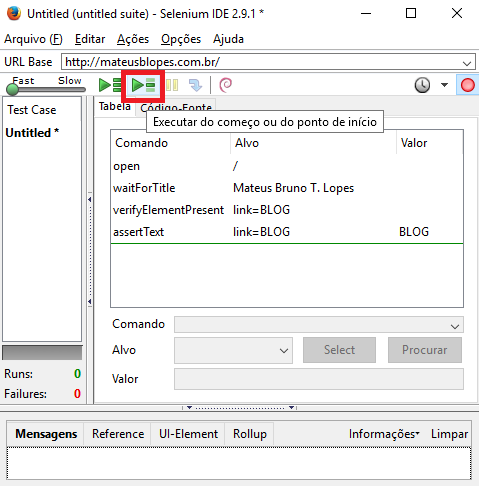 Untitled (untitled suite) - Selenium IDE 2.9.1 *
Arquivo (F) Editar Ações Opções Ajuda
URL Base http://mateusblopes.com.br/
Fast Slow
Test Case
Untitled *
Tabela Código-Fonte
Executar do começo ou do ponto de início
Comando Alvo Valor
open /
waitForTitle Mateus Bruno T. Lopes
verifyElementPresent link=BLOG
assertText link=BLOG BLOG
Comando
Alvo Select Procurar
Valor
Runs: 0
Failures: 0
Mensagens Reference UI-Element Rollup Informações Limpar